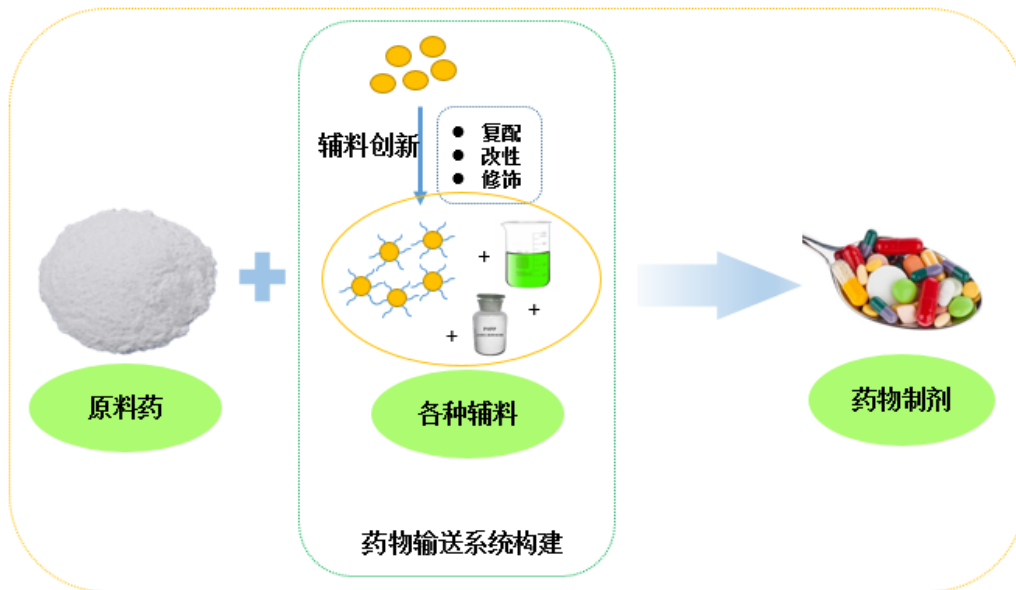 辅料创新
复配
改性
修饰
原料药
各种辅料
药物制剂
药物输送系统构建